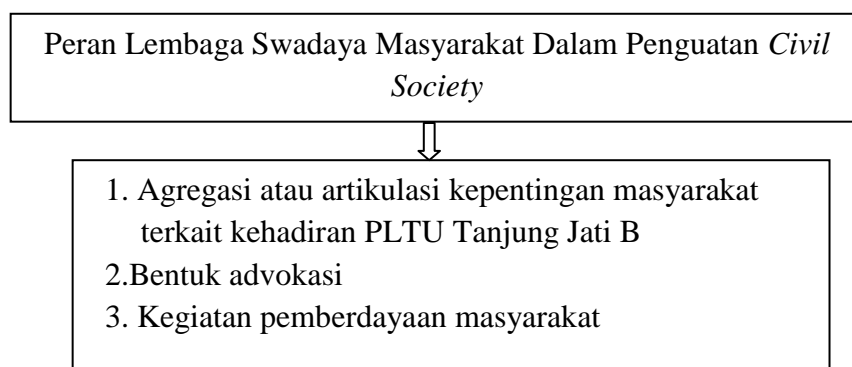 Peran Lembaga Swadaya Masyarakat Dalam Penguatan Civil
Society
1. Agregasi atau artikulasi kepentingan masyarakat
terkait kehadiran PLTU Tanjung Jati B
2.Bentuk advokasi
3. Kegiatan pemberdayaan masyarakat